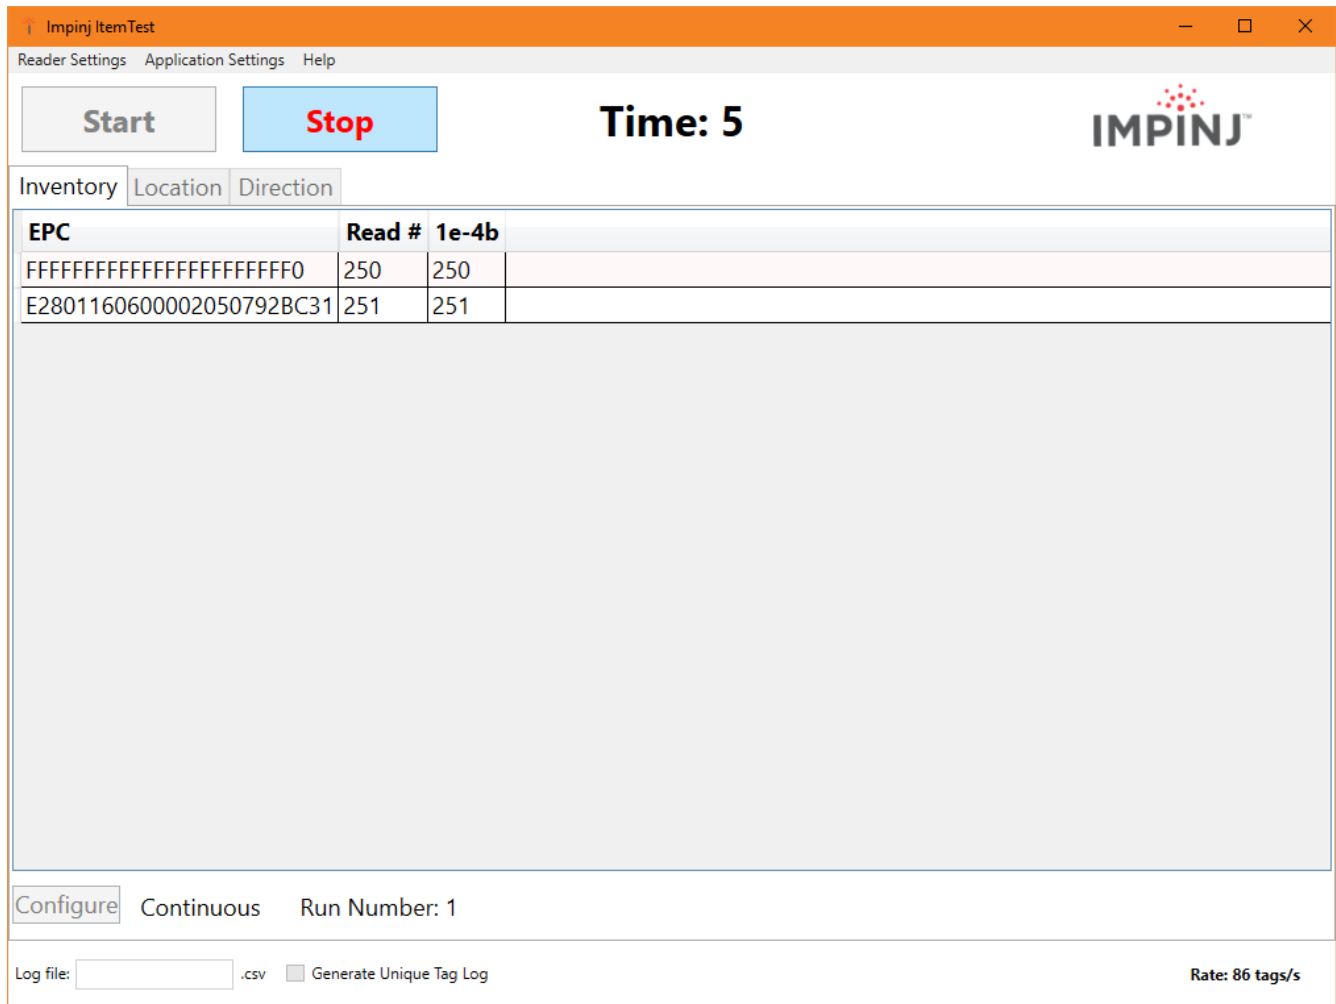 Impinj ItemTest
Reader Settings Application Settings Help
Start Stop Time: 5 IMPINJ™
Inventory Location Direction
EPC Read # 1e-4b
FFFFFFFFFFFFFFFFFFFFFFF0 250 250
E2801160600002050792BC31 251 251
Configure Continuous Run Number: 1
Log file: .csv Generate Unique Tag Log Rate: 86 tags/s